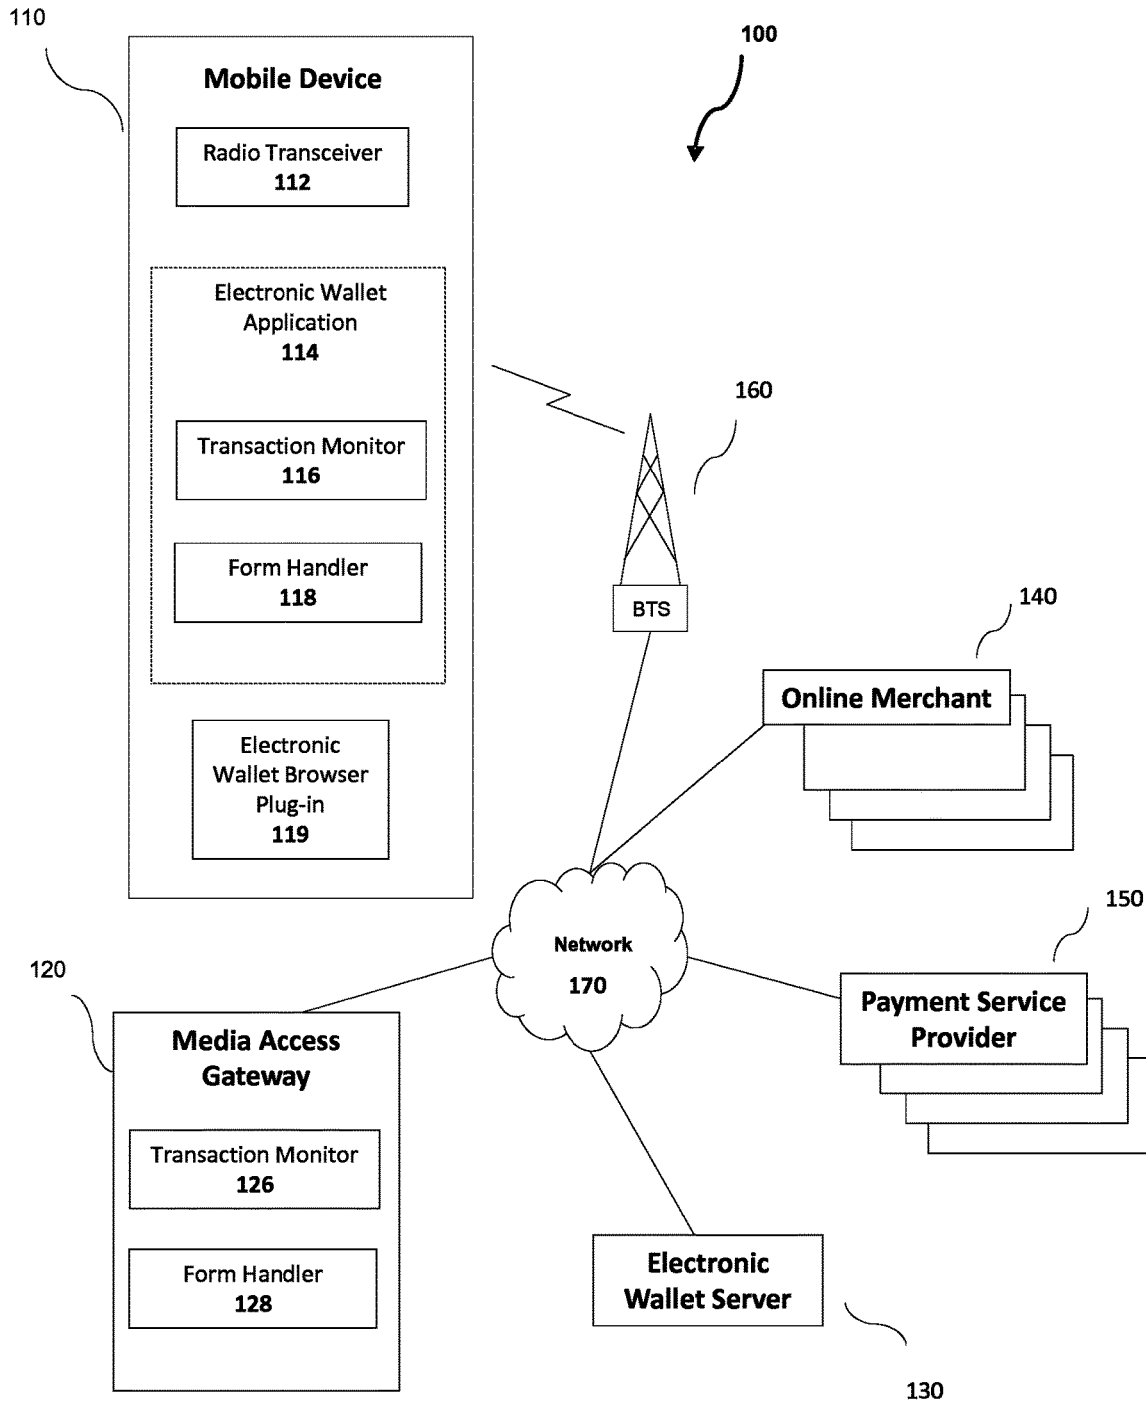 110
100
Mobile Device
Radio Transceiver
112
Electronic Wallet
Application
114
Transaction Monitor
116
Form Handler
118
Electronic
Wallet Browser
Plug-in
119
160
BTS
140
Online Merchant
150
Payment Service
Provider
Network
170
120
Media Access
Gateway
Transaction Monitor
126
Form Handler
128
Electronic
Wallet Server
130